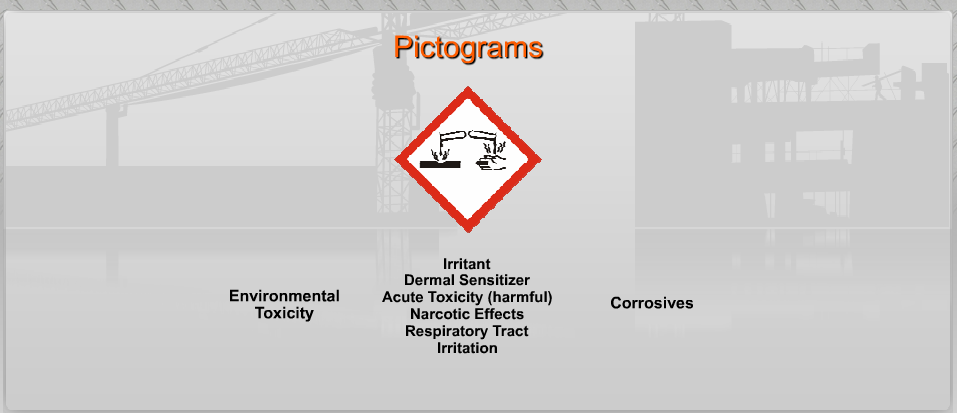 Pictograms
Environmental
Toxicity
Irritant
Dermal Sensitizer
Acute Toxicity (harmful)
Narcotic Effects
Respiratory Tract
Irritation
Corrosives